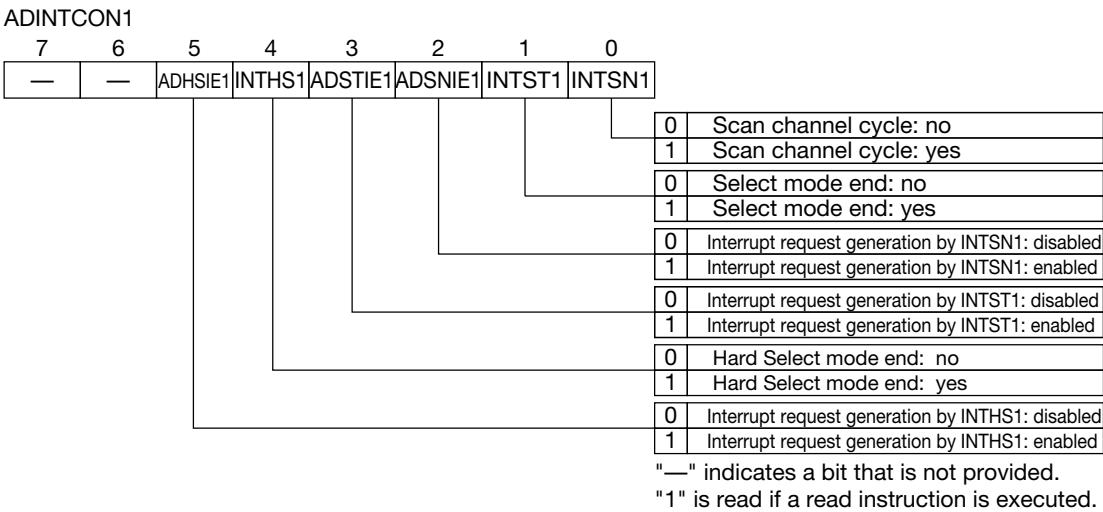 ADINTCON1
7 6 5 4 3 2 1 0
— — ADHSIE1 INTHS1 ADSTIE1 ADSNIE1 INTST1 INTSN1
0 Scan channel cycle: no
1 Scan channel cycle: yes
0 Select mode end: no
1 Select mode end: yes
0 Interrupt request generation by INTSN1: disabled
1 Interrupt request generation by INTSN1: enabled
0 Interrupt request generation by INTST1: disabled
1 Interrupt request generation by INTST1: enabled
0 Hard Select mode end: no
1 Hard Select mode end: yes
0 Interrupt request generation by INTHS1: disabled
1 Interrupt request generation by INTHS1: enabled
"—" indicates a bit that is not provided.
"1" is read if a read instruction is executed.